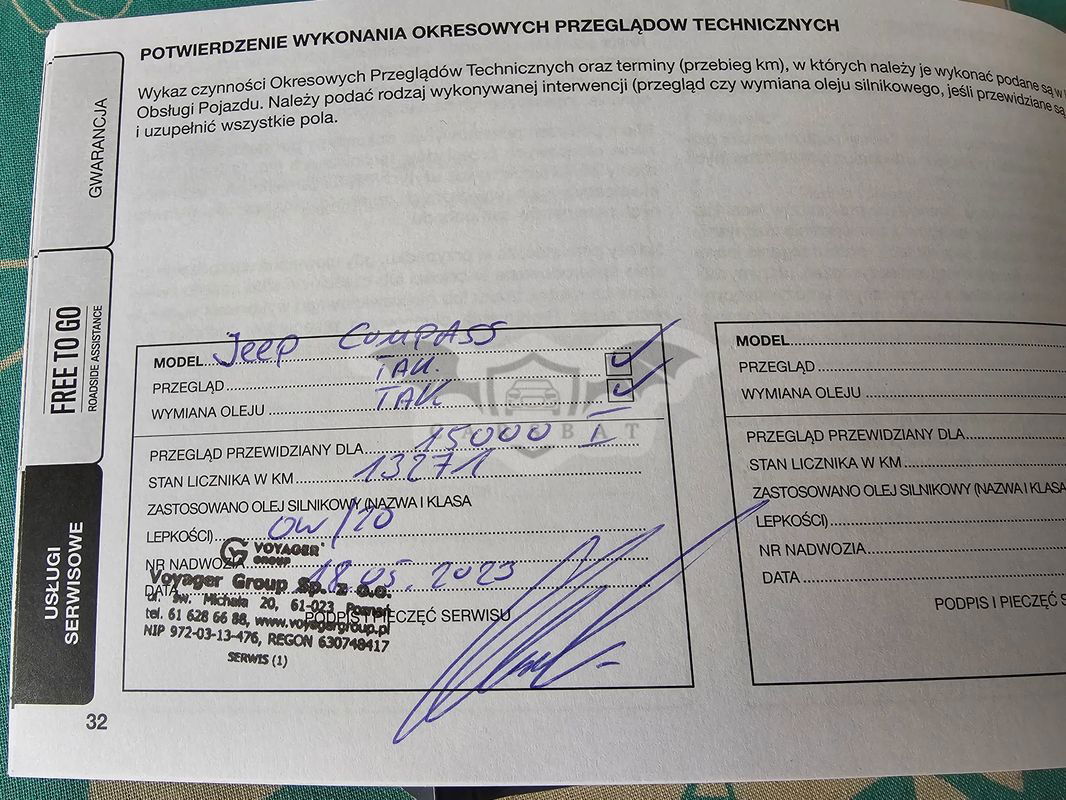 POTWIERDZENIE WYKONANIA OKRESOWYCH PRZEGLĄDOW TECHNICZNYCH
Wykaz czynności Okresowych Przeglądów Technicznych oraz terminy (przebieg km), w których należy je wykonać podane są w
Obsługi Pojazdu. Należy podać rodzaj wykonywanej interwencji (przegląd czy wymiana oleju silnikowego, jeśli przewidziane są
i uzupełnić wszystkie pola.
GWARANCJA
FREE TO GO
ROADSIDE ASSISTANCE
USŁUGI
SERWISOWE
MODEL Jeep COMPASS
PRZEGLĄD TAK.
WYMIANA OLEJU TAK
CARUBAT
PRZEGLĄD PRZEWIDZIANY DLA 15000 I
STAN LICZNIKA W KM 13271
ZASTOSOWANO OLEJ SILNIKOWY (NAZWA I KLASA
LEPKOŚCI) 0W/20
NR NADWOZIA
DATA 18.05.2023
PODPIS I PIECZĘĆ SERWISU
VOYAGER GROUP
Voyager Group Sp. z o.o.
ul. św. Michała 20, 61-023 Poznań
tel. 61 628 66 88, www.voyagergroup.pl
NIP 972-03-13-476, REGON 630748417
SERWIS (1)
MODEL
PRZEGLĄD
WYMIANA OLEJU
PRZEGLĄD PRZEWIDZIANY DLA
STAN LICZNIKA W KM
ZASTOSOWANO OLEJ SILNIKOWY (NAZWA I KLASA
LEPKOŚCI)
NR NADWOZIA
DATA
PODPIS I PIECZĘĆ S
32